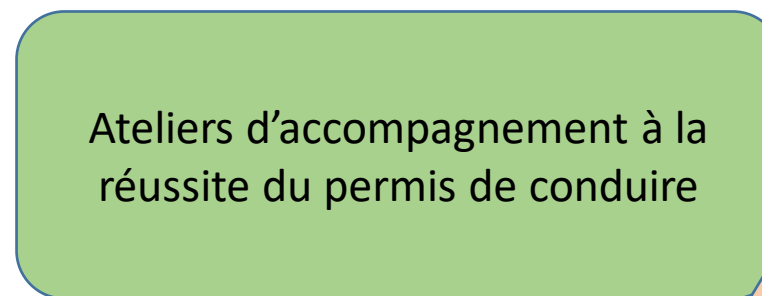 Ateliers d’accompagnement à la
réussite du permis de conduire